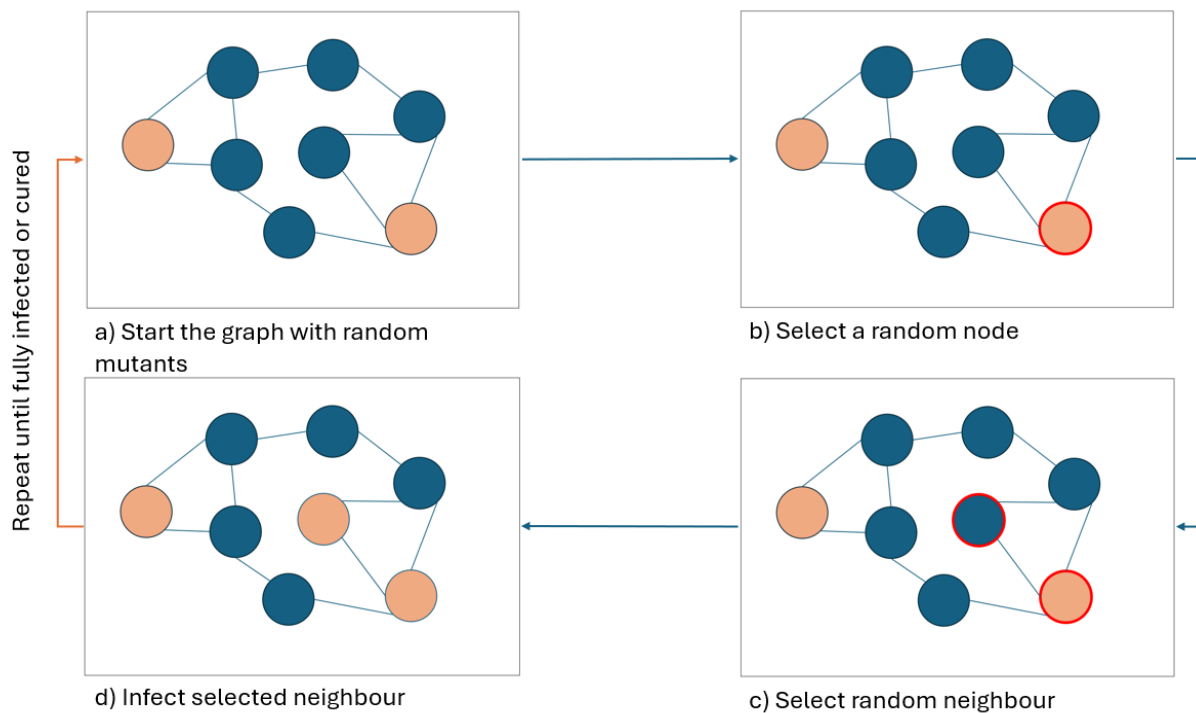 Repeat until fully infected or cured
a) Start the graph with random
mutants
b) Select a random node
d) Infect selected neighbour
c) Select random neighbour